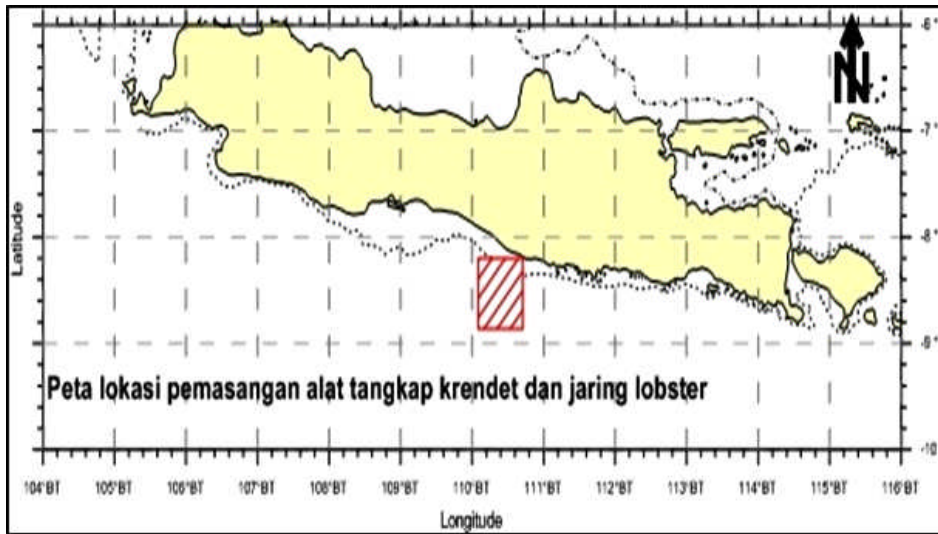 N
-6°
-7°
-8°
-9°
-10
Latitude
Peta lokasi pemasangan alat tangkap krendet dan jaring lobster
104°BT 105°BT 106°BT 107°BT 108°BT 109°BT 110°BT 111°BT 112°BT 113°BT 114°BT 115°BT 116°BT
Longitude